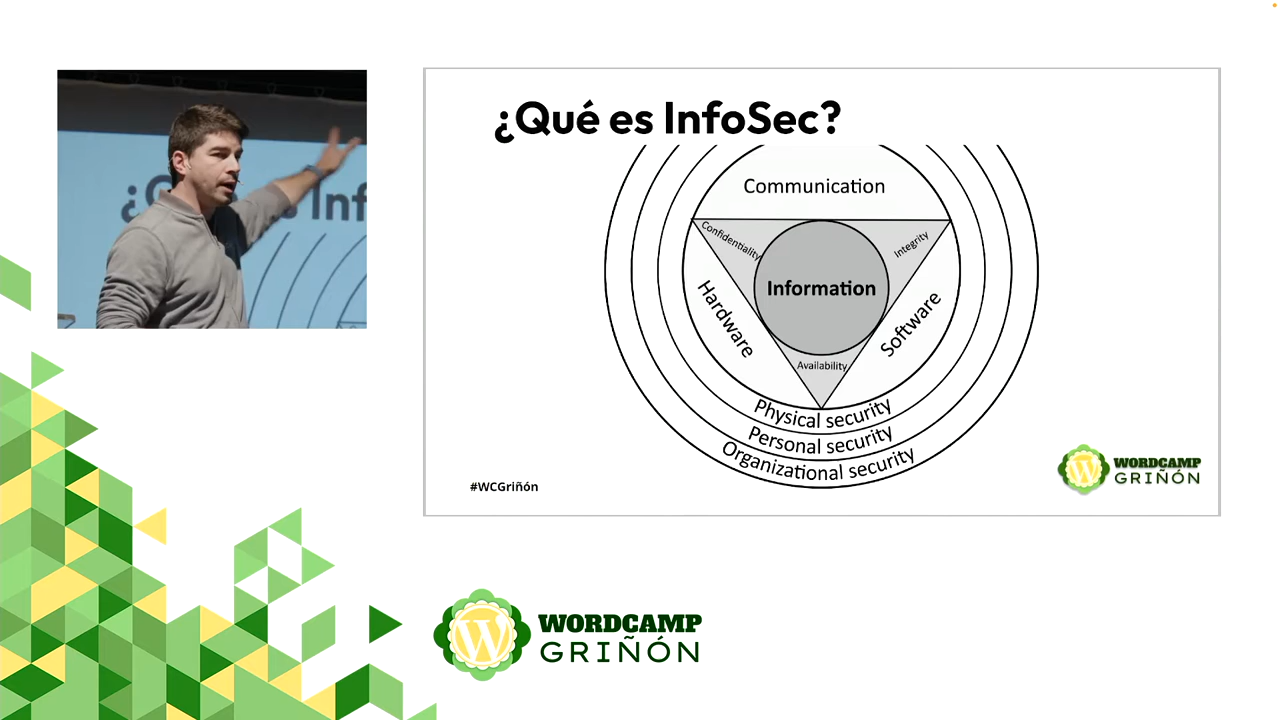 ¿Qué es InfoSec?
Communication
Confidentiality
Integrity
Information
Hardware
Software
Availability
Physical security
Personal security
Organizational security
#WCGriñón
WORDCAMP
GRIÑÓN
WORDCAMP
GRIÑÓN